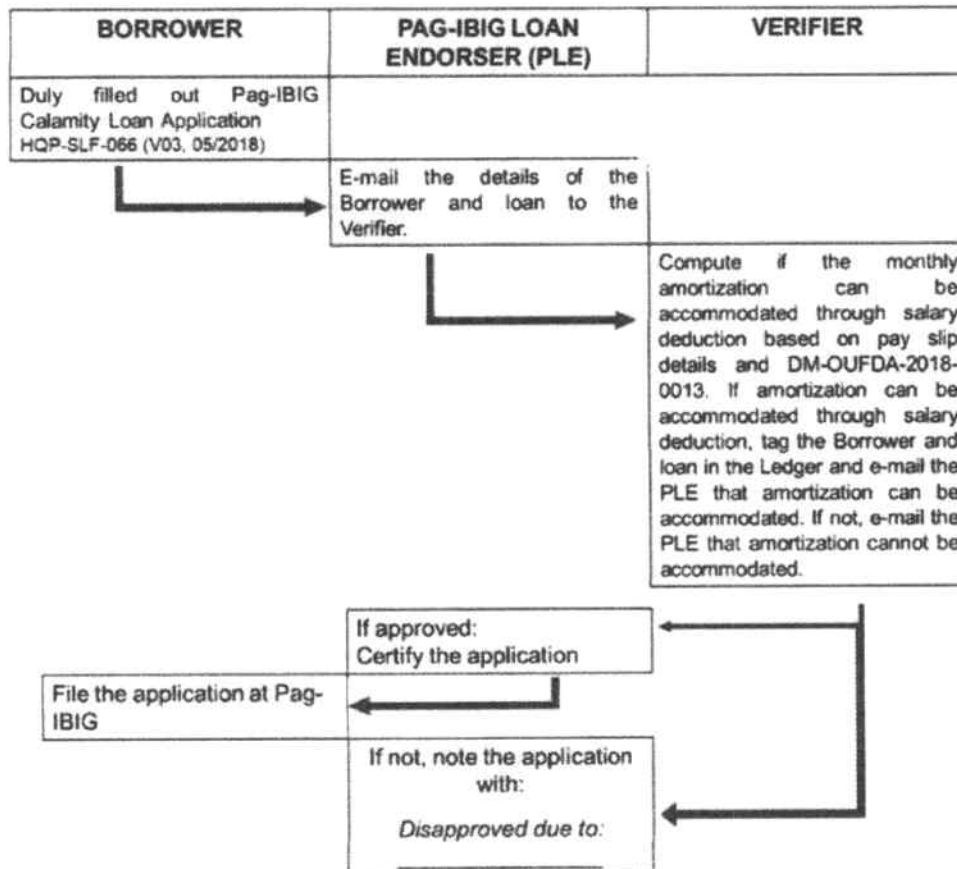 BORROWER
PAG-IBIG LOAN
ENDORSER (PLE)
VERIFIER
Duly filled out Pag-IBIG
Calamity Loan Application
HQP-SLF-066 (V03, 05/2018)
E-mail the details of the
Borrower and loan to the
Verifier.
Compute if the monthly
amortization can be
accommodated through salary
deduction based on pay slip
details and DM-OUFDA-2018-
0013. If amortization can be
accommodated through salary
deduction, tag the Borrower and
loan in the Ledger and e-mail the
PLE that amortization can be
accommodated. If not, e-mail the
PLE that amortization cannot be
accommodated.
If approved:
Certify the application
File the application at Pag-
IBIG
If not, note the application
with:
Disapproved due to: